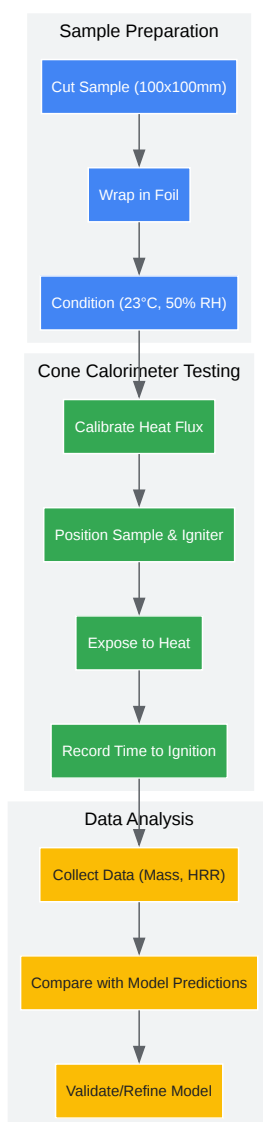 Sample Preparation
Cut Sample (100x100mm)
Wrap in Foil
Condition (23°C, 50% RH)
Cone Calorimeter Testing
Calibrate Heat Flux
Position Sample & Igniter
Expose to Heat
Record Time to Ignition
Data Analysis
Collect Data (Mass, HRR)
Compare with Model Predictions
Validate/Refine Model